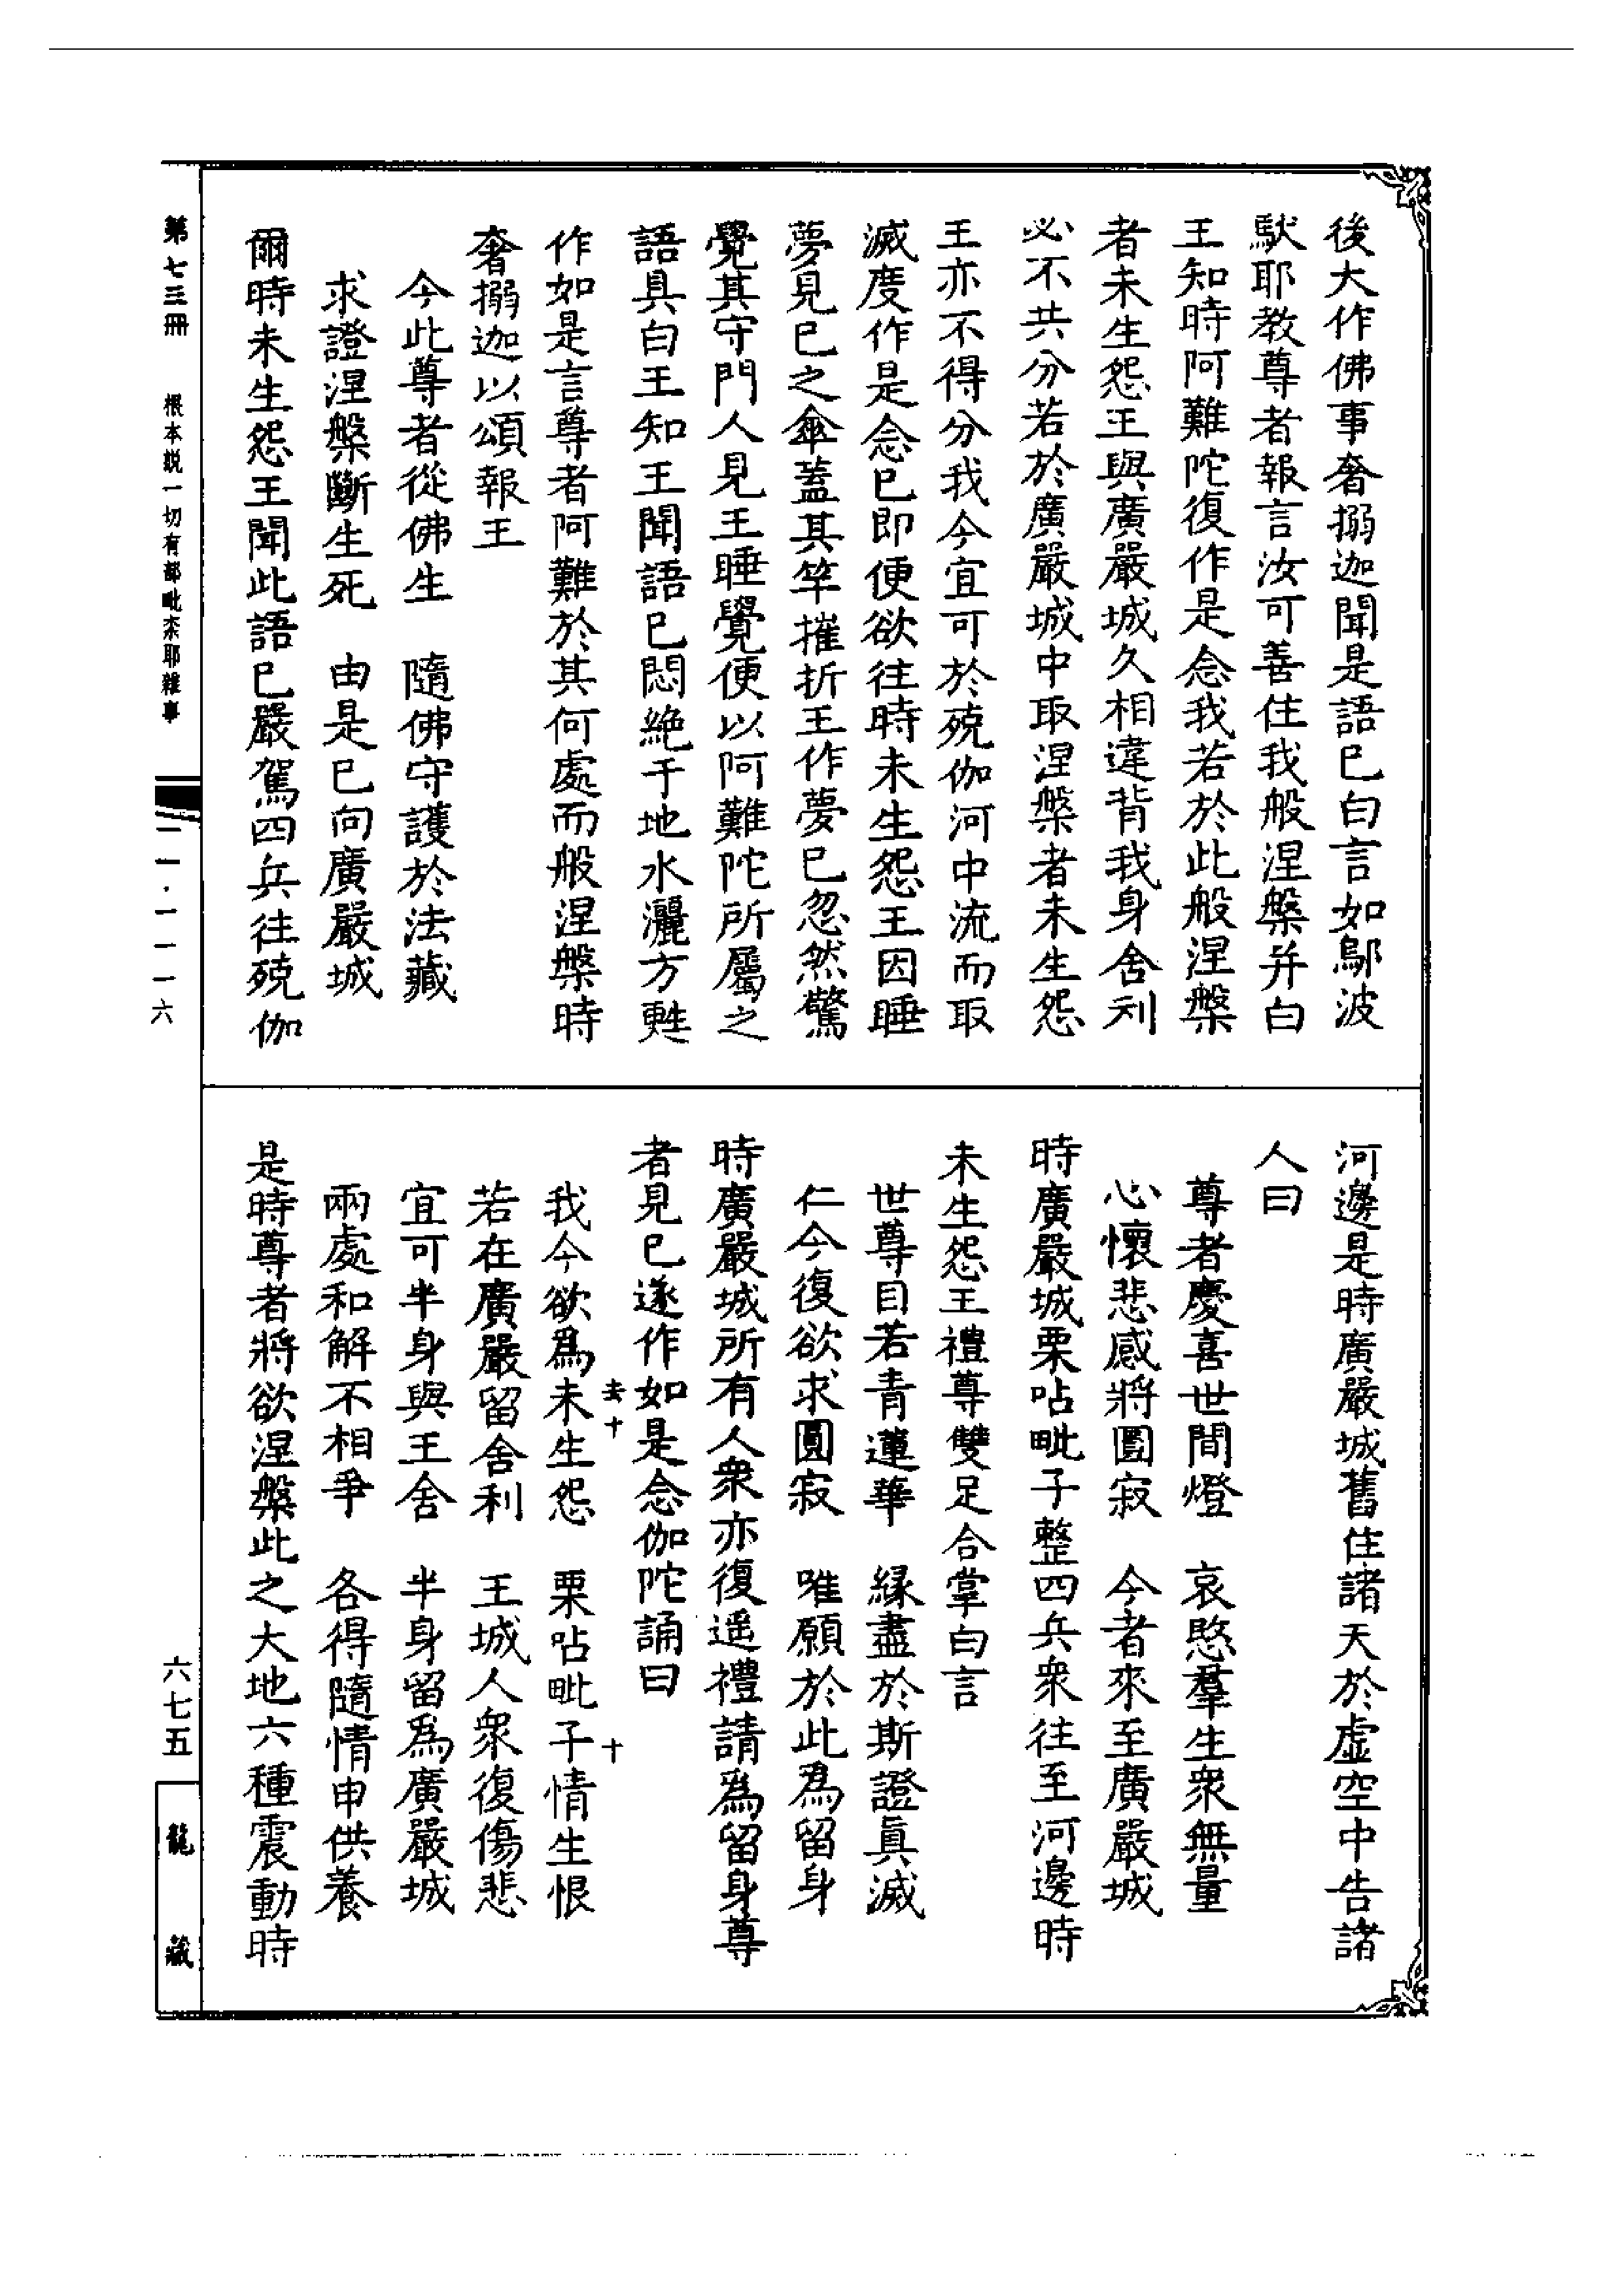 後大作佛事奢搦迦聞是語已白言如鄔波
馱耶教尊者報言汝可善住我般涅槃并白
王知時阿難陀復作是念我若於此般涅槃
者未生怨王與廣嚴城久相違背我身舍利
必不共分若於廣嚴城中取涅槃者未生怨
王亦不得分我今宜可於殑伽河中流而取
滅度作是念已即便欲往時未生怨王因睡
夢見已之傘蓋其竿摧折王作夢已忽然驚
覺其守門人見王睡覺便以阿難陀所屬之
語具白王知王聞語已悶絶于地水灑方甦
作如是言尊者阿難於其何處而般涅槃時
奢搦迦以頌報王
今此尊者從佛生　隨佛守護於法藏
求證涅槃斷生死　由是已向廣嚴城
爾時未生怨王聞此語已嚴駕四兵往殑伽
河邊是時廣嚴城舊住諸天於虛空中告諸
人曰
尊者慶喜世間燈　哀愍羣生衆無量
心懷悲感將圓寂　今者來至廣嚴城
時廣嚴城栗呫毗子整四兵衆往至河邊時
未生怨王禮尊雙足合掌白言
世尊目若青蓮華　緣盡於斯證眞滅
仁今復欲求圓寂　唯願於此爲留身
時廣嚴城所有人衆亦復遥禮請爲留身尊
者見已遂作如是念伽陀誦曰
我今欲爲未生怨　栗呫毗子情生恨
若在廣嚴留舍利　王城人衆復傷悲
宜可半身與王舍　半身留爲廣嚴城
兩處和解不相爭　各得隨情申供養
是時尊者將欲涅槃此之大地六種震動時
第七三冊　根本説一切有部毗柰耶雜事
一一·一一一六
六七五
龍藏